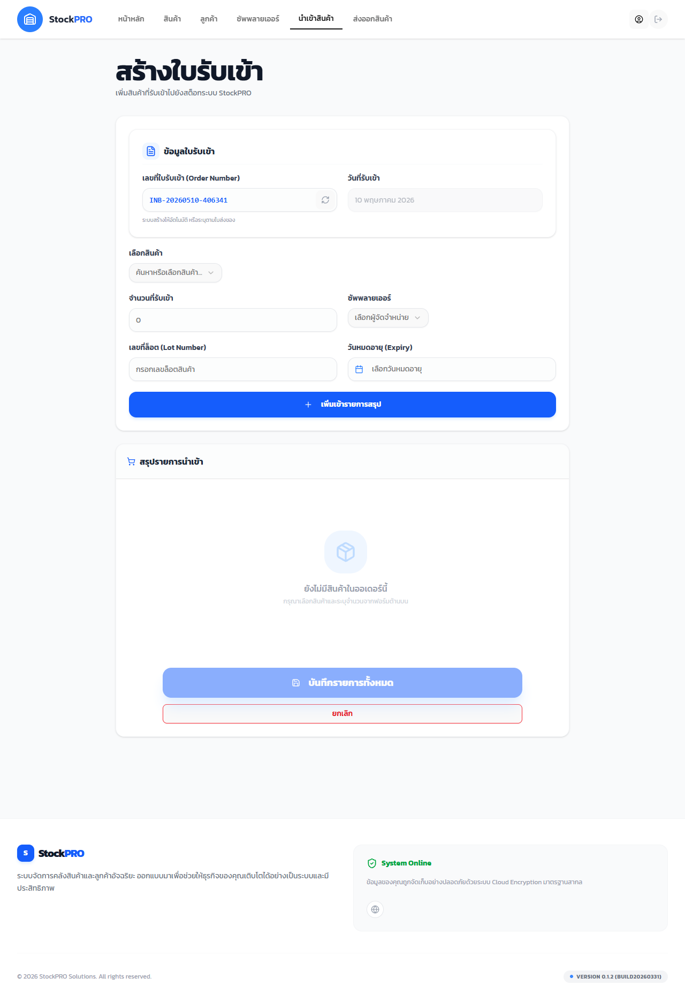 StockPRO
หน้าหลัก
สินค้า
ลูกค้า
ซัพพลายเออร์
นำเข้าสินค้า
ส่งออกสินค้า
สร้างใบรับเข้า
เพิ่มสินค้าที่รับเข้าไปยังสต็อกระบบ StockPRO
ข้อมูลใบรับเข้า
เลขที่ใบรับเข้า (Order Number)
วันที่รับเข้า
INB-20260510-406341
10 พฤษภาคม 2026
ระบบสร้างให้อัตโนมัติ หรือระบุตามใบส่งของ
เลือกสินค้า
ค้นหาหรือเลือกสินค้า...
จำนวนที่รับเข้า
ซัพพลายเออร์
0
เลือกผู้จัดจำหน่าย
เลขที่ล็อต (Lot Number)
วันหมดอายุ (Expiry)
กรอกเลขล็อตสินค้า
เลือกวันหมดอายุ
เพิ่มเข้ารายการสรุป
สรุปรายการนำเข้า
ยังไม่มีสินค้าในออเดอร์นี้
กรุณาเลือกสินค้าและระบุจำนวนจากฟอร์มด้านบน
บันทึกรายการทั้งหมด
ยกเลิก
S StockPRO
ระบบจัดการคลังสินค้าและลูกค้าอัจฉริยะ ออกแบบมาเพื่อช่วยให้ธุรกิจของคุณเติบโตได้อย่างเป็นระบบและมี
ประสิทธิภาพ
System Online
ข้อมูลของคุณถูกจัดเก็บอย่างปลอดภัยด้วยระบบ Cloud Encryption มาตรฐานสากล
© 2026 StockPRO Solutions. All rights reserved.
VERSION 0.1.2 (BUILD20260331)